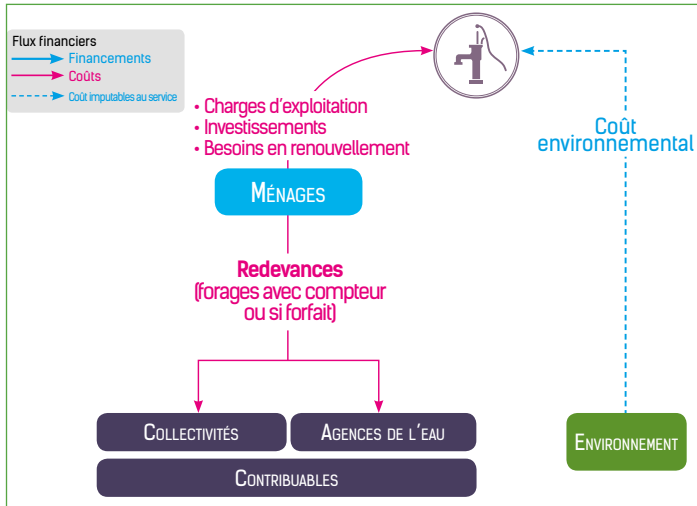 Flux financiers
Financements
Coûts
Coût imputables au service
• Charges d'exploitation
• Investissements
• Besoins en renouvellement
Coût
environnemental
MÉNAGES
Redevances
(forages avec compteur
ou si forfait)
COLLECTIVITÉS
AGENCES DE L'EAU
ENVIRONNEMENT
CONTRIBUABLES